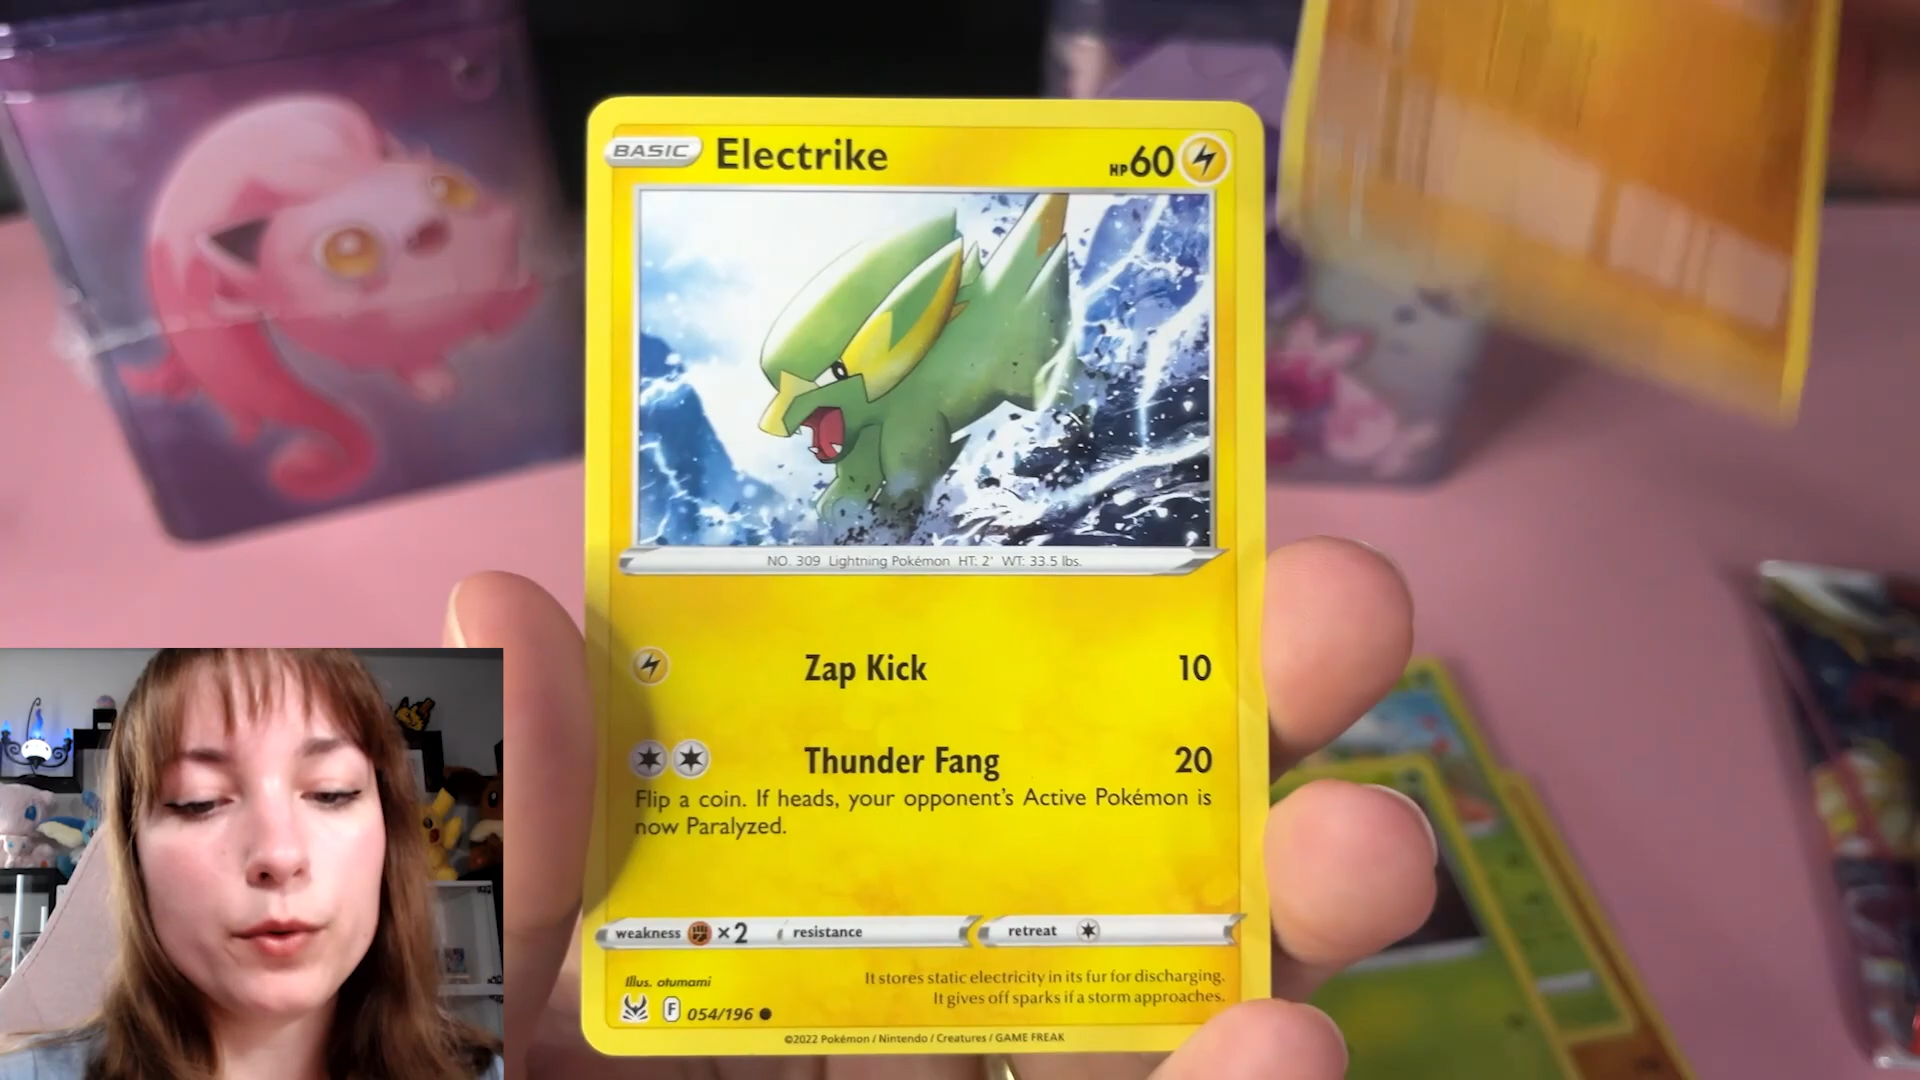 BASIC Electrike HP60
NO. 309 Lightning Pokémon HT: 2' WT: 33.5 lbs.
Zap Kick 10
Thunder Fang 20
Flip a coin. If heads, your opponent's Active Pokémon is
now Paralyzed.
weakness ×2 resistance retreat
Illus. otumami
It stores static electricity in its fur for discharging.
It gives off sparks if a storm approaches.
F 054/196
©2022 Pokémon / Nintendo / Creatures / GAME FREAK